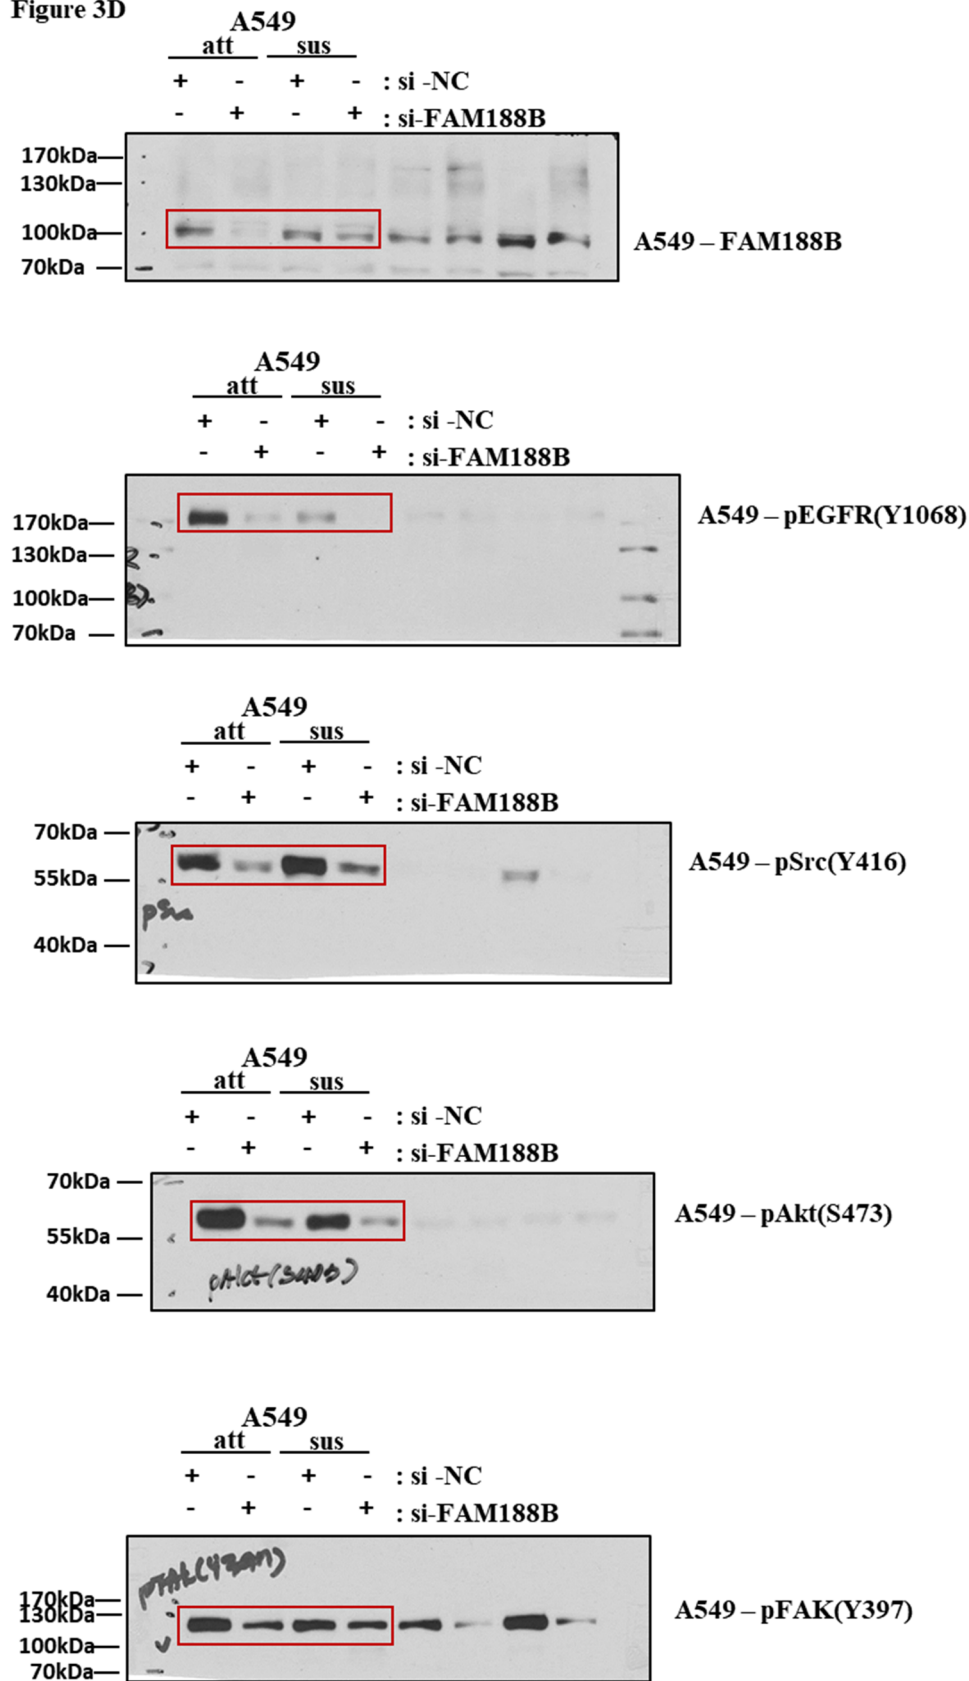 Figure 3D
A549
att sus
+ - + - : si -NC
- + - + : si-FAM188B
170kDa
130kDa
100kDa
70kDa
A549 – FAM188B
A549
att sus
+ - + - : si -NC
- + - + : si-FAM188B
170kDa
130kDa
100kDa
70kDa
A549 – pEGFR(Y1068)
A549
att sus
+ - + - : si -NC
- + - + : si-FAM188B
70kDa
55kDa
40kDa
pSrc
A549 – pSrc(Y416)
A549
att sus
+ - + - : si -NC
- + - + : si-FAM188B
70kDa
55kDa
40kDa
A549 – pAkt(S473)
A549
att sus
+ - + - : si -NC
- + - + : si-FAM188B
170kDa
130kDa
100kDa
70kDa
A549 – pFAK(Y397)